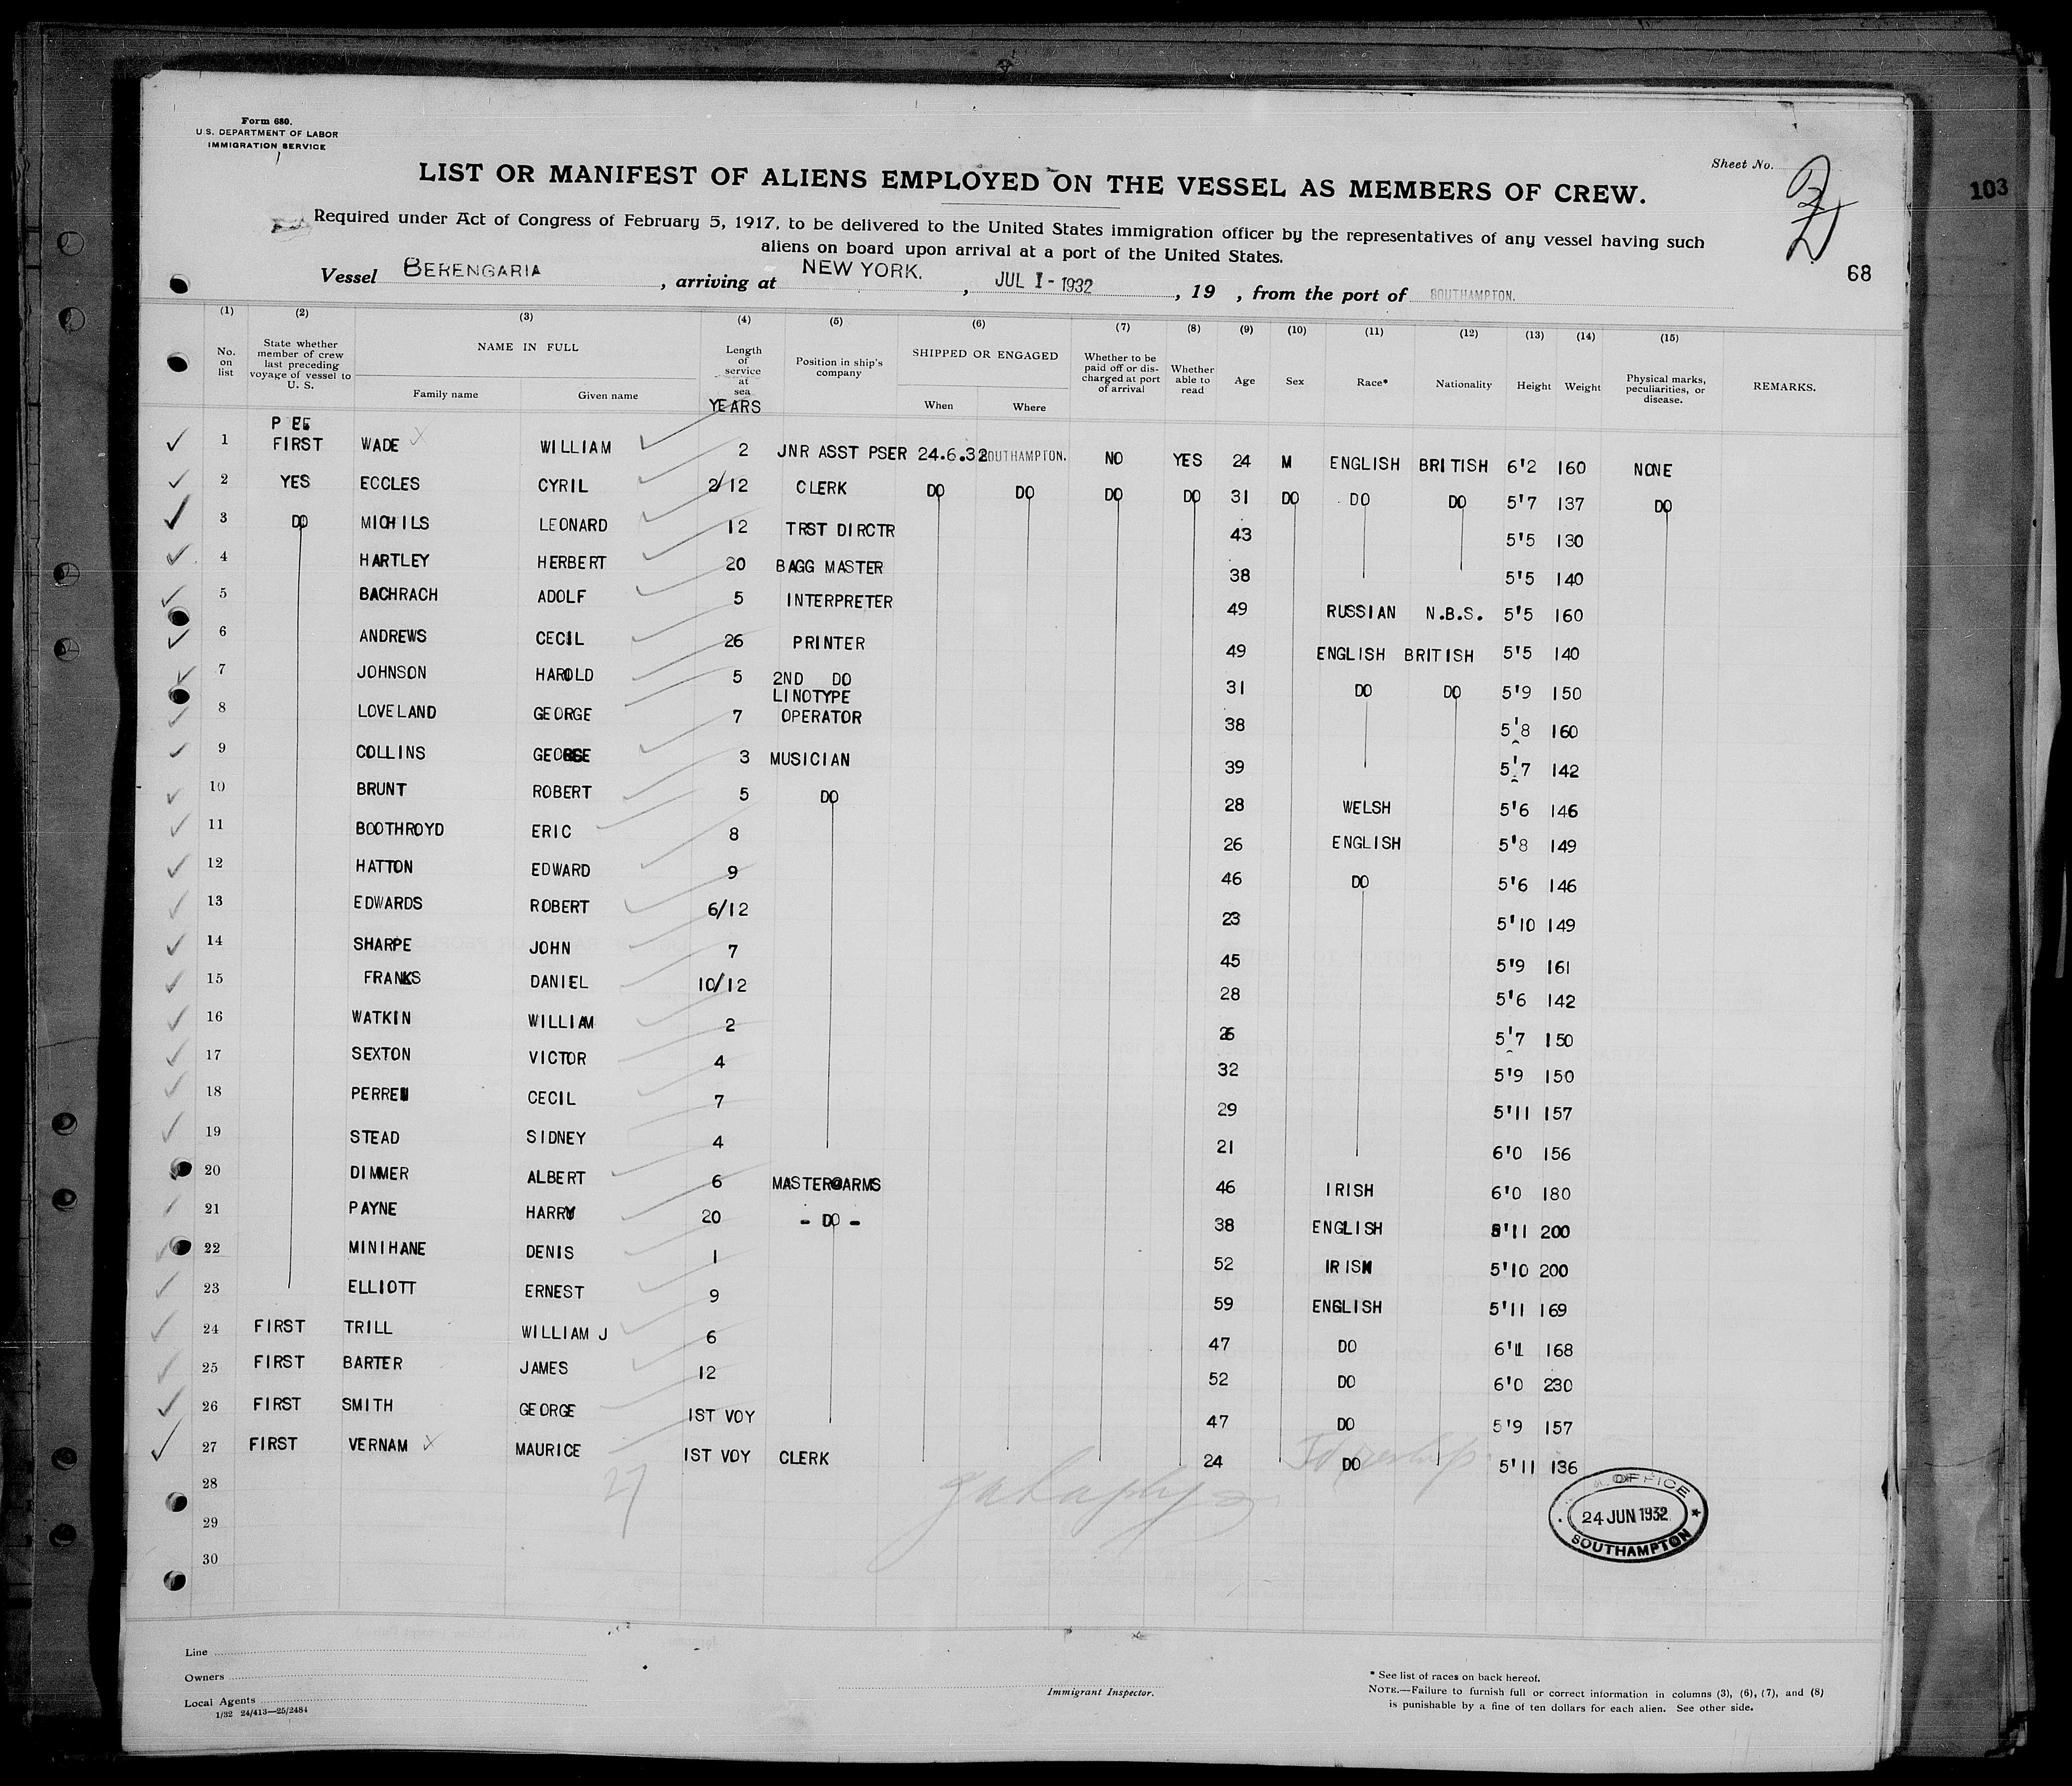 Form 680.
U.S. DEPARTMENT OF LABOR
IMMIGRATION SERVICE
Sheet No.
103
LIST OR MANIFEST OF ALIENS EMPLOYED ON THE VESSEL AS MEMBERS OF CREW.
Required under Act of Congress of February 5, 1917, to be delivered to the United States immigration officer by the representatives of any vessel having such
aliens on board upon arrival at a port of the United States.
68
Vessel BERENGARIA, arriving at NEW YORK., JUL 1 - 1932, 19 , from the port of SOUTHAMPTON.
(1) (2) (3) (4) (5) (6) (7) (8) (9) (10) (11) (12) (13) (14) (15)
No. on list State whether member of crew last preceding voyage of vessel to U. S. NAME IN FULL Family name Given name Length of service at sea Position in ship's company SHIPPED OR ENGAGED When Where Whether to be paid off or discharged at port of arrival Whether able to read Age Sex Race* Nationality Height Weight Physical marks, peculiarities, or disease. REMARKS.
YEARS
1 FIRST WADE WILLIAM 2 JNR ASST PSER 24.6.32 SOUTHAMPTON. NO YES 24 M ENGLISH BRITISH 6'2 160 NONE
2 YES ECCLES CYRIL 2/12 CLERK DO DO DO DO 31 DO DO DO 5'7 137 DO
3 DO MICHILS LEONARD 12 TRST DIRCTR 43 5'5 130
4 HARTLEY HERBERT 20 BAGG MASTER 38 5'5 140
5 BACHRACH ADOLF 5 INTERPRETER 49 RUSSIAN N.B.S. 5'5 160
6 ANDREWS CECIL 26 PRINTER 49 ENGLISH BRITISH 5'5 140
7 JOHNSON HAROLD 5 2ND DO 31 DO DO 5'9 150
8 LOVELAND GEORGE 7 LINOTYPE OPERATOR 38 5'8 160
9 COLLINS GEORGE 3 MUSICIAN 39 5'7 142
10 BRUNT ROBERT 5 DO 28 WELSH 5'6 146
11 BOOTHROYD ERIC 8 26 ENGLISH 5'8 149
12 HATTON EDWARD 9 46 DO 5'6 146
13 EDWARDS ROBERT 6/12 23 5'10 149
14 SHARPE JOHN 7 45 5'9 161
15 FRANKS DANIEL 10/12 28 5'6 142
16 WATKIN WILLIAM 2 26 5'7 150
17 SEXTON VICTOR 4 32 5'9 150
18 PERREN CECIL 7 29 5'11 157
19 STEAD SIDNEY 4 21 6'0 156
20 DIMMER ALBERT 6 MASTER@ARMS 46 IRISH 6'0 180
21 PAYNE HARRY 20 - DO - 38 ENGLISH 5'11 200
22 MINIHANE DENIS 1 52 IRISH 5'10 200
23 ELLIOTT ERNEST 9 59 ENGLISH 5'11 169
24 FIRST TRILL WILLIAM J 6 47 DO 6'1 168
25 FIRST BARTER JAMES 12 52 DO 6'0 230
26 FIRST SMITH GEORGE 1ST VOY 47 DO 5'9 157
27 FIRST VERNAM MAURICE 1ST VOY CLERK 24 DO 5'11 136
28
27
29
30
OFFICE
24 JUN 1932
SOUTHAMPTON
Line
Owners
Local Agents
1/32 24/413—25/2484
Immigrant Inspector.
* See list of races on back hereof.
NOTE.—Failure to furnish full or correct information in columns (3), (6), (7), and (8)
is punishable by a fine of ten dollars for each alien. See other side.